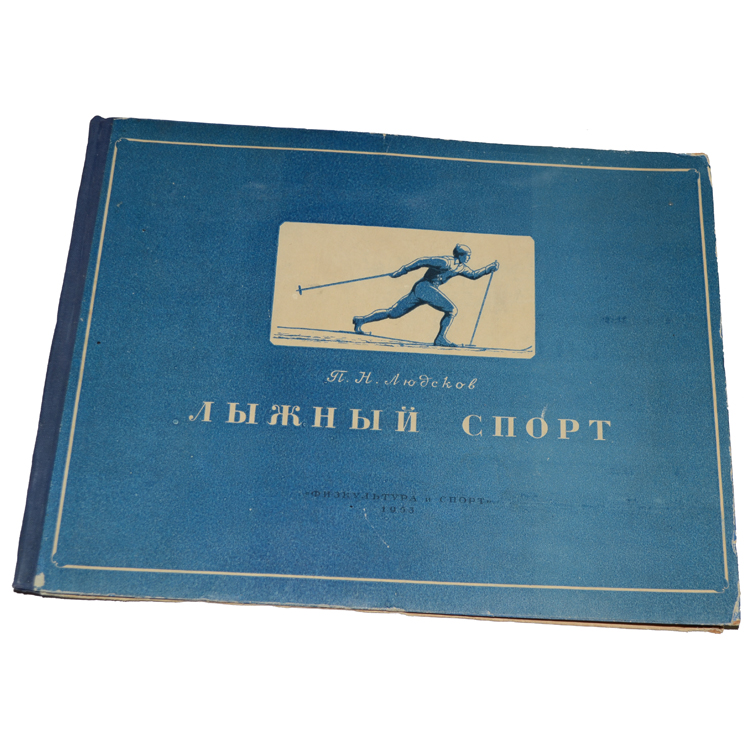 П. Н. Людсков
ЛЫЖНЫЙ СПОРТ
«ФИЗКУЛЬТУРА и СПОРТ»